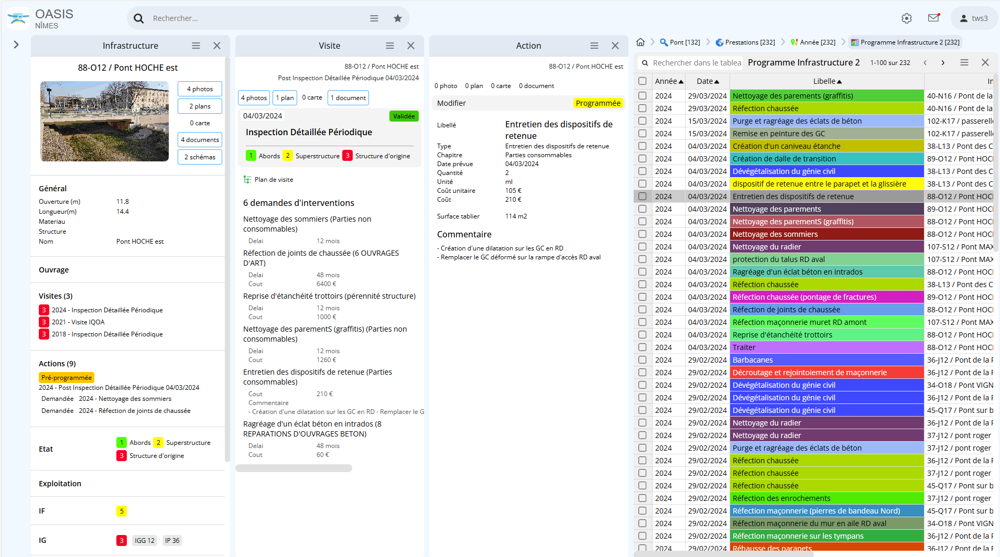 OASIS
NÎMES
Rechercher...
tws3
Infrastructure
88-O12 / Pont HOCHE est
4 photos
2 plans
0 carte
4 documents
2 schémas
Général
Ouverture (m) 11.8
Longueur(m) 14.4
Materiau
Structure
Nom Pont HOCHE est
Ouvrage
Visites (3)
3 2024 - Inspection Détaillée Périodique
3 2021 - Visite IQOA
3 2018 - Inspection Détaillée Périodique
Actions (9)
Pré-programmée
2024 - Post Inspection Détaillée Périodique 04/03/2024
Demandée 2024 - Nettoyage des sommiers
Demandée 2024 - Réfection de joints de chaussée
Etat 1 Abords 2 Superstructure
3 Structure d'origine
Exploitation
IF 5
IG 3 IGG 12 IP 36
Visite
88-O12 / Pont HOCHE est
Post Inspection Détaillée Périodique 04/03/2024
4 photos 1 plan 0 carte 1 document
04/03/2024 Validée
Inspection Détaillée Périodique
1 Abords 2 Superstructure 3 Structure d'origine
Plan de visite
6 demandes d'interventions
Nettoyage des sommiers (Parties non
consommables)
Delai 12 mois
Réfection de joints de chaussée (6 OUVRAGES
D'ART)
Delai 48 mois
Cout 6400 €
Reprise d'étanchéité trottoirs (pérennité structure)
Delai 12 mois
Cout 1000 €
Nettoyage des parementS (graffitis) (Parties non
consommables)
Delai 12 mois
Cout 1260 €
Entretien des dispositifs de retenue (Parties
consommables)
Cout 210 €
Commentaire
- Création d'une dilatation sur les GC en RD - Remplacer le G
Ragréage d'un éclat béton en intrados (8
REPARATIONS D'OUVRAGES BETON)
Delai 48 mois
Cout 60 €
Action
88-O12 / Pont HOCHE est
0 photo 0 plan 0 carte 0 document
Modifier Programmée
Libellé Entretien des dispositifs de
retenue
Type Entretien des dispositifs de retenue
Chapitre Parties consommables
Date prévue 04/03/2024
Quantité 2
Unité ml
Coût unitaire 105 €
Coût 210 €
Surface tablier 114 m2
Commentaire
- Création d'une dilatation sur les GC en RD
- Remplacer le GC déformé sur la rampe d'accès RD aval
Pont [132] Prestations [232] Année [232] Programme Infrastructure 2 [232]
Rechercher dans le tablea Programme Infrastructure 2 1-100 sur 232
Année Date Libelle In
2024 29/03/2024 Nettoyage des parements (graffitis) 40-N16 / Pont de la
2024 29/03/2024 Réfection chaussée 40-N16 / Pont de la
2024 15/03/2024 Purge et ragréage des éclats de béton 102-K17 / passerell
2024 15/03/2024 Remise en peinture des GC 102-K17 / passerell
2024 04/03/2024 Création d'un caniveau étanche 38-L13 / Pont des C
2024 04/03/2024 Création de dalle de transition 89-O12 / Pont HOCH
2024 04/03/2024 Dévégétalisation du génie civil 38-L13 / Pont des C
2024 04/03/2024 dispositif de retenue entre le parapet et la glissière 38-L13 / Pont des C
2024 04/03/2024 Entretien des dispositifs de retenue 88-O12 / Pont HOCH
2024 04/03/2024 Nettoyage des parements 89-O12 / Pont HOCH
2024 04/03/2024 Nettoyage des parementS (graffitis) 88-O12 / Pont HOCH
2024 04/03/2024 Nettoyage des sommiers 88-O12 / Pont HOCH
2024 04/03/2024 Nettoyage du radier 107-S12 / Pont MAX
2024 04/03/2024 protection du talus RD aval 107-S12 / Pont MAX
2024 04/03/2024 Ragréage d'un éclat béton en intrados 88-O12 / Pont HOCH
2024 04/03/2024 Réfection chaussée 38-L13 / Pont des C
2024 04/03/2024 Réfection chaussée (pontage de fractures) 89-O12 / Pont HOCH
2024 04/03/2024 Réfection de joints de chaussée 88-O12 / Pont HOCH
2024 04/03/2024 Réfection maçonnerie muret RD amont 107-S12 / Pont MAX
2024 04/03/2024 Reprise d'étanchéité trottoirs 88-O12 / Pont HOCH
2024 04/03/2024 Traiter 88-O12 / Pont HOCH
2024 29/02/2024 Barbacanes 36-J12 / Pont de la F
2024 29/02/2024 Décroutage et rejointoiement de maçonnerie 36-J12 / Pont de la F
2024 29/02/2024 Dévégétalisation du génie civil 34-O18 / Pont VIGN
2024 29/02/2024 Dévégétalisation du génie civil 36-J12 / Pont de la F
2024 29/02/2024 Dévégétalisation du génie civil 45-Q17 / Pont sur b
2024 29/02/2024 Nettoyage du radier 36-J12 / Pont de la F
2024 29/02/2024 Nettoyage du radier 37-J12 / pont roger
2024 29/02/2024 Purge et ragréage des éclats de béton 37-J12 / pont roger
2024 29/02/2024 Réfection chaussée 36-J12 / Pont de la F
2024 29/02/2024 Réfection chaussée 37-J12 / pont roger
2024 29/02/2024 Réfection chaussée 45-Q17 / Pont sur b
2024 29/02/2024 Réfection des enrochements 37-J12 / pont roger
2024 29/02/2024 Réfection maçonnerie (pierres de bandeau Nord) 45-Q17 / Pont sur b
2024 29/02/2024 Réfection maçonnerie du mur en aile RD aval 34-O18 / Pont VIGN
2024 29/02/2024 Réfection maçonnerie sur les tympans 36-J12 / Pont de la F
2024 29/02/2024 Réhausse des parapets 36-J12 / Pont de la F